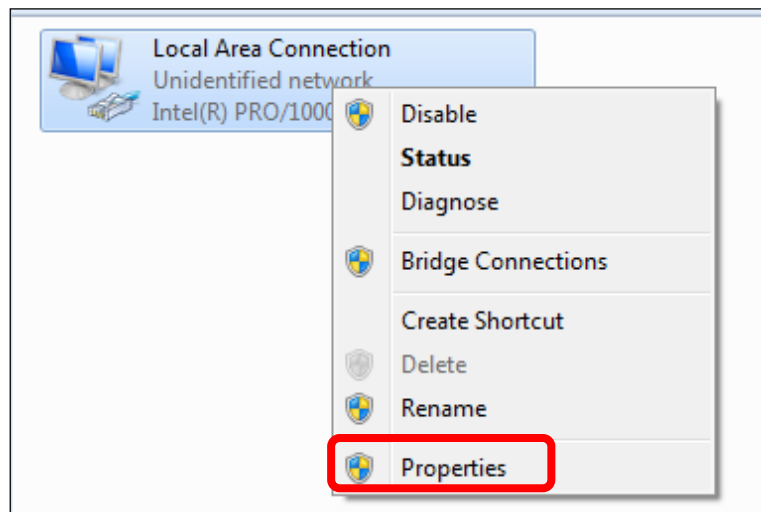 Local Area Connection
Unidentified network
Intel(R) PRO/1000
Disable
Status
Diagnose
Bridge Connections
Create Shortcut
Delete
Rename
Properties